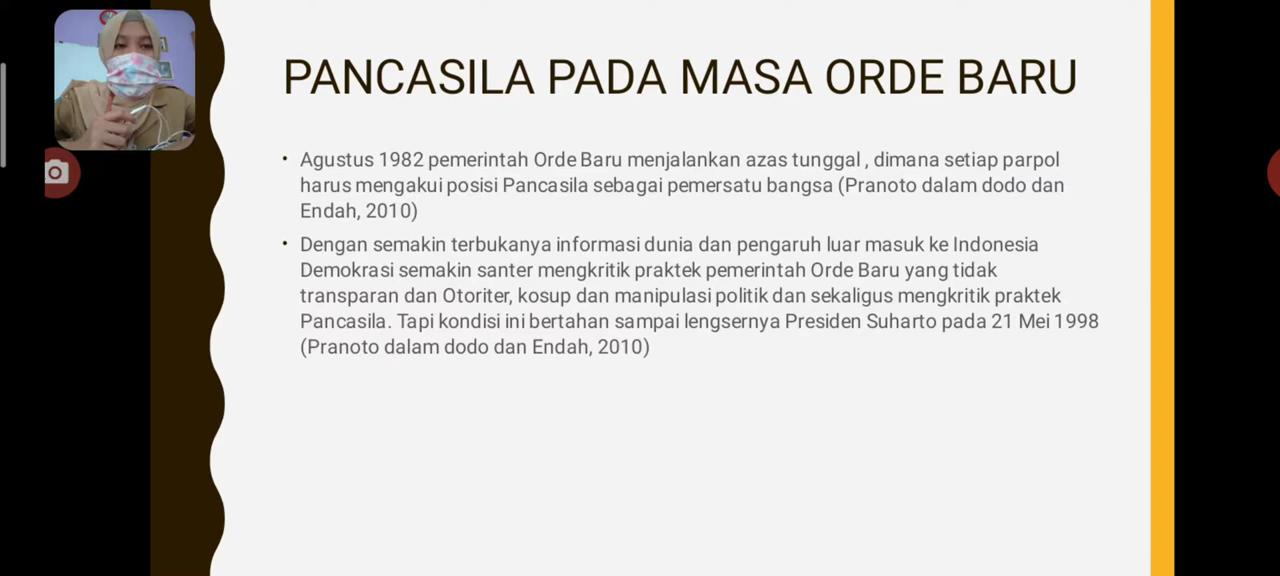 PANCASILA PADA MASA ORDE BARU
• Agustus 1982 pemerintah Orde Baru menjalankan azas tunggal , dimana setiap parpol
harus mengakui posisi Pancasila sebagai pemersatu bangsa (Pranoto dalam dodo dan
Endah, 2010)
• Dengan semakin terbukanya informasi dunia dan pengaruh luar masuk ke Indonesia
Demokrasi semakin santer mengkritik praktek pemerintah Orde Baru yang tidak
transparan dan Otoriter, kosup dan manipulasi politik dan sekaligus mengkritik praktek
Pancasila. Tapi kondisi ini bertahan sampai lengsernya Presiden Suharto pada 21 Mei 1998
(Pranoto dalam dodo dan Endah, 2010)